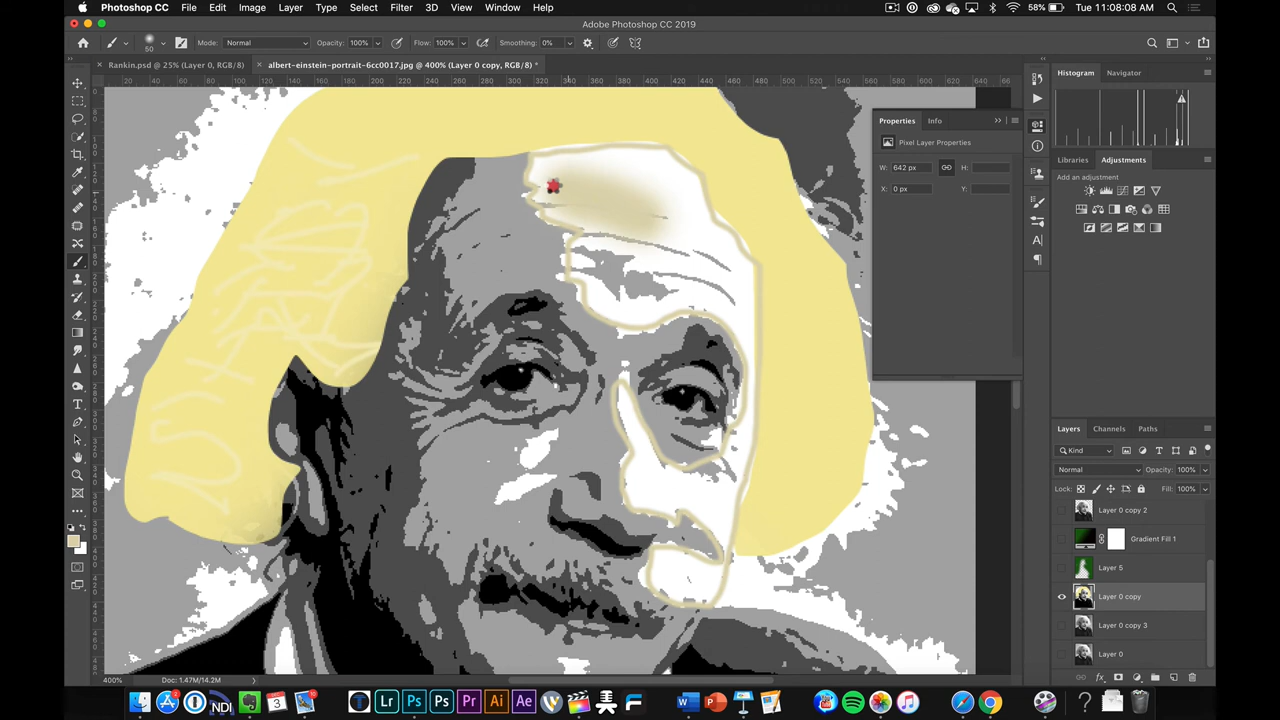 Photoshop CC File Edit Image Layer Type Select Filter 3D View Window Help 58% Tue 11:08:08 AM
Adobe Photoshop CC 2019
50 Mode: Normal Opacity: 100% Flow: 100% Smoothing: 0%
Rankin.psd @ 25% (Layer 0, RGB/8) albert-einstein-portrait-6cc0017.jpg @ 400% (Layer 0 copy, RGB/8) *
Histogram Navigator
Properties Info
Pixel Layer Properties
W: 642 px H:
X: 0 px Y:
Libraries Adjustments
Add an adjustment
Layers Channels Paths
Kind
Normal Opacity: 100%
Lock: Fill: 100%
Layer 0 copy 2
Gradient Fill 1
Layer 5
Layer 0 copy
Layer 0 copy 3
Layer 0
400% Doc: 1.47M/14.2M